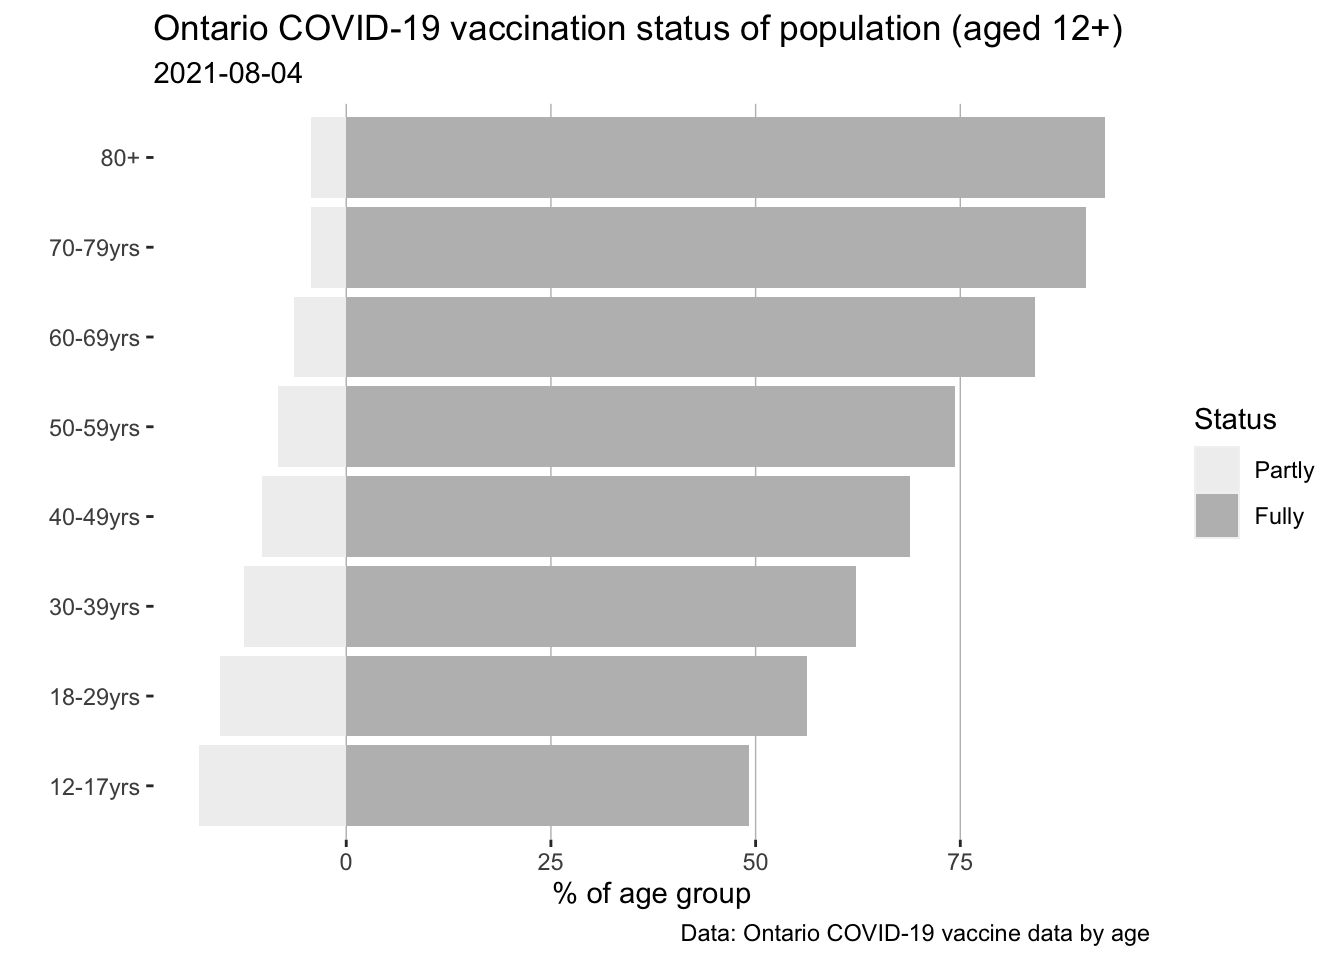 Ontario COVID-19 vaccination status of population (aged 12+)
2021-08-04
80+
70-79yrs
60-69yrs
50-59yrs
40-49yrs
30-39yrs
18-29yrs
12-17yrs
0 25 50 75
% of age group
Status
Partly
Fully
Data: Ontario COVID-19 vaccine data by age